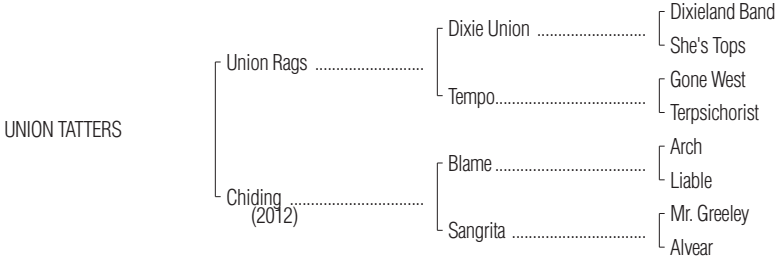 Dixieland Band
Dixie Union ............................
She's Tops
Union Rags ............................
Gone West
Tempo.......................................
Terpsichorist
UNION TATTERS
Arch
Blame.......................................
Liable
Chiding ..................................
(2012)
Mr. Greeley
Sangrita ..................................
Alvear